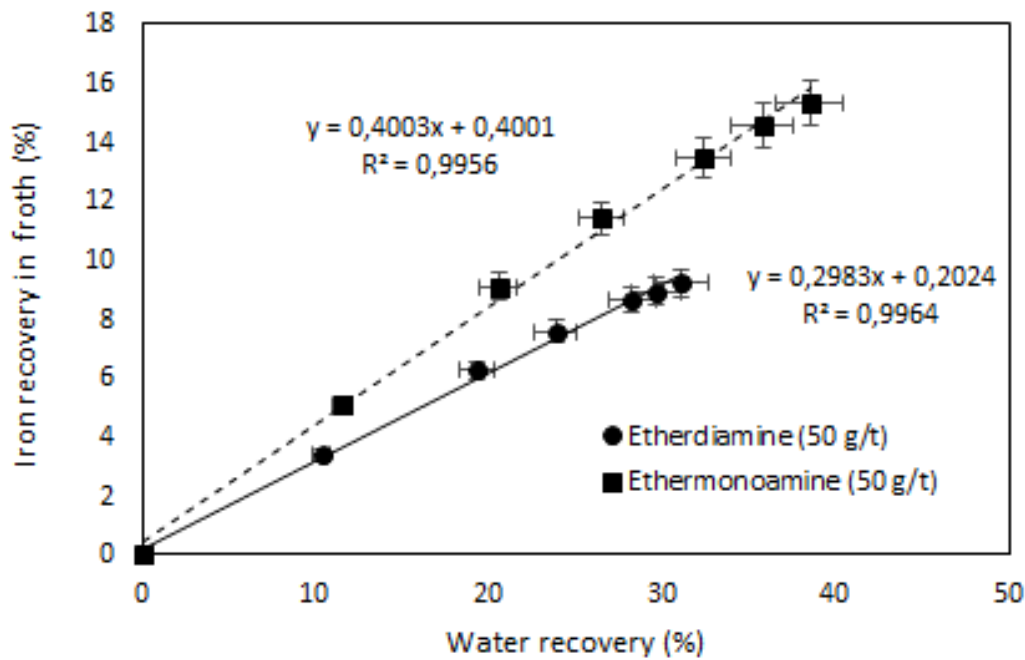 18
16
14
12
10
8
6
4
2
0
Iron recovery in froth (%)
y = 0,4003x + 0,4001
R² = 0,9956
y = 0,2983x + 0,2024
R² = 0,9964
Etherdiamine (50 g/t)
Ethermonoamine (50 g/t)
0 10 20 30 40 50
Water recovery (%)